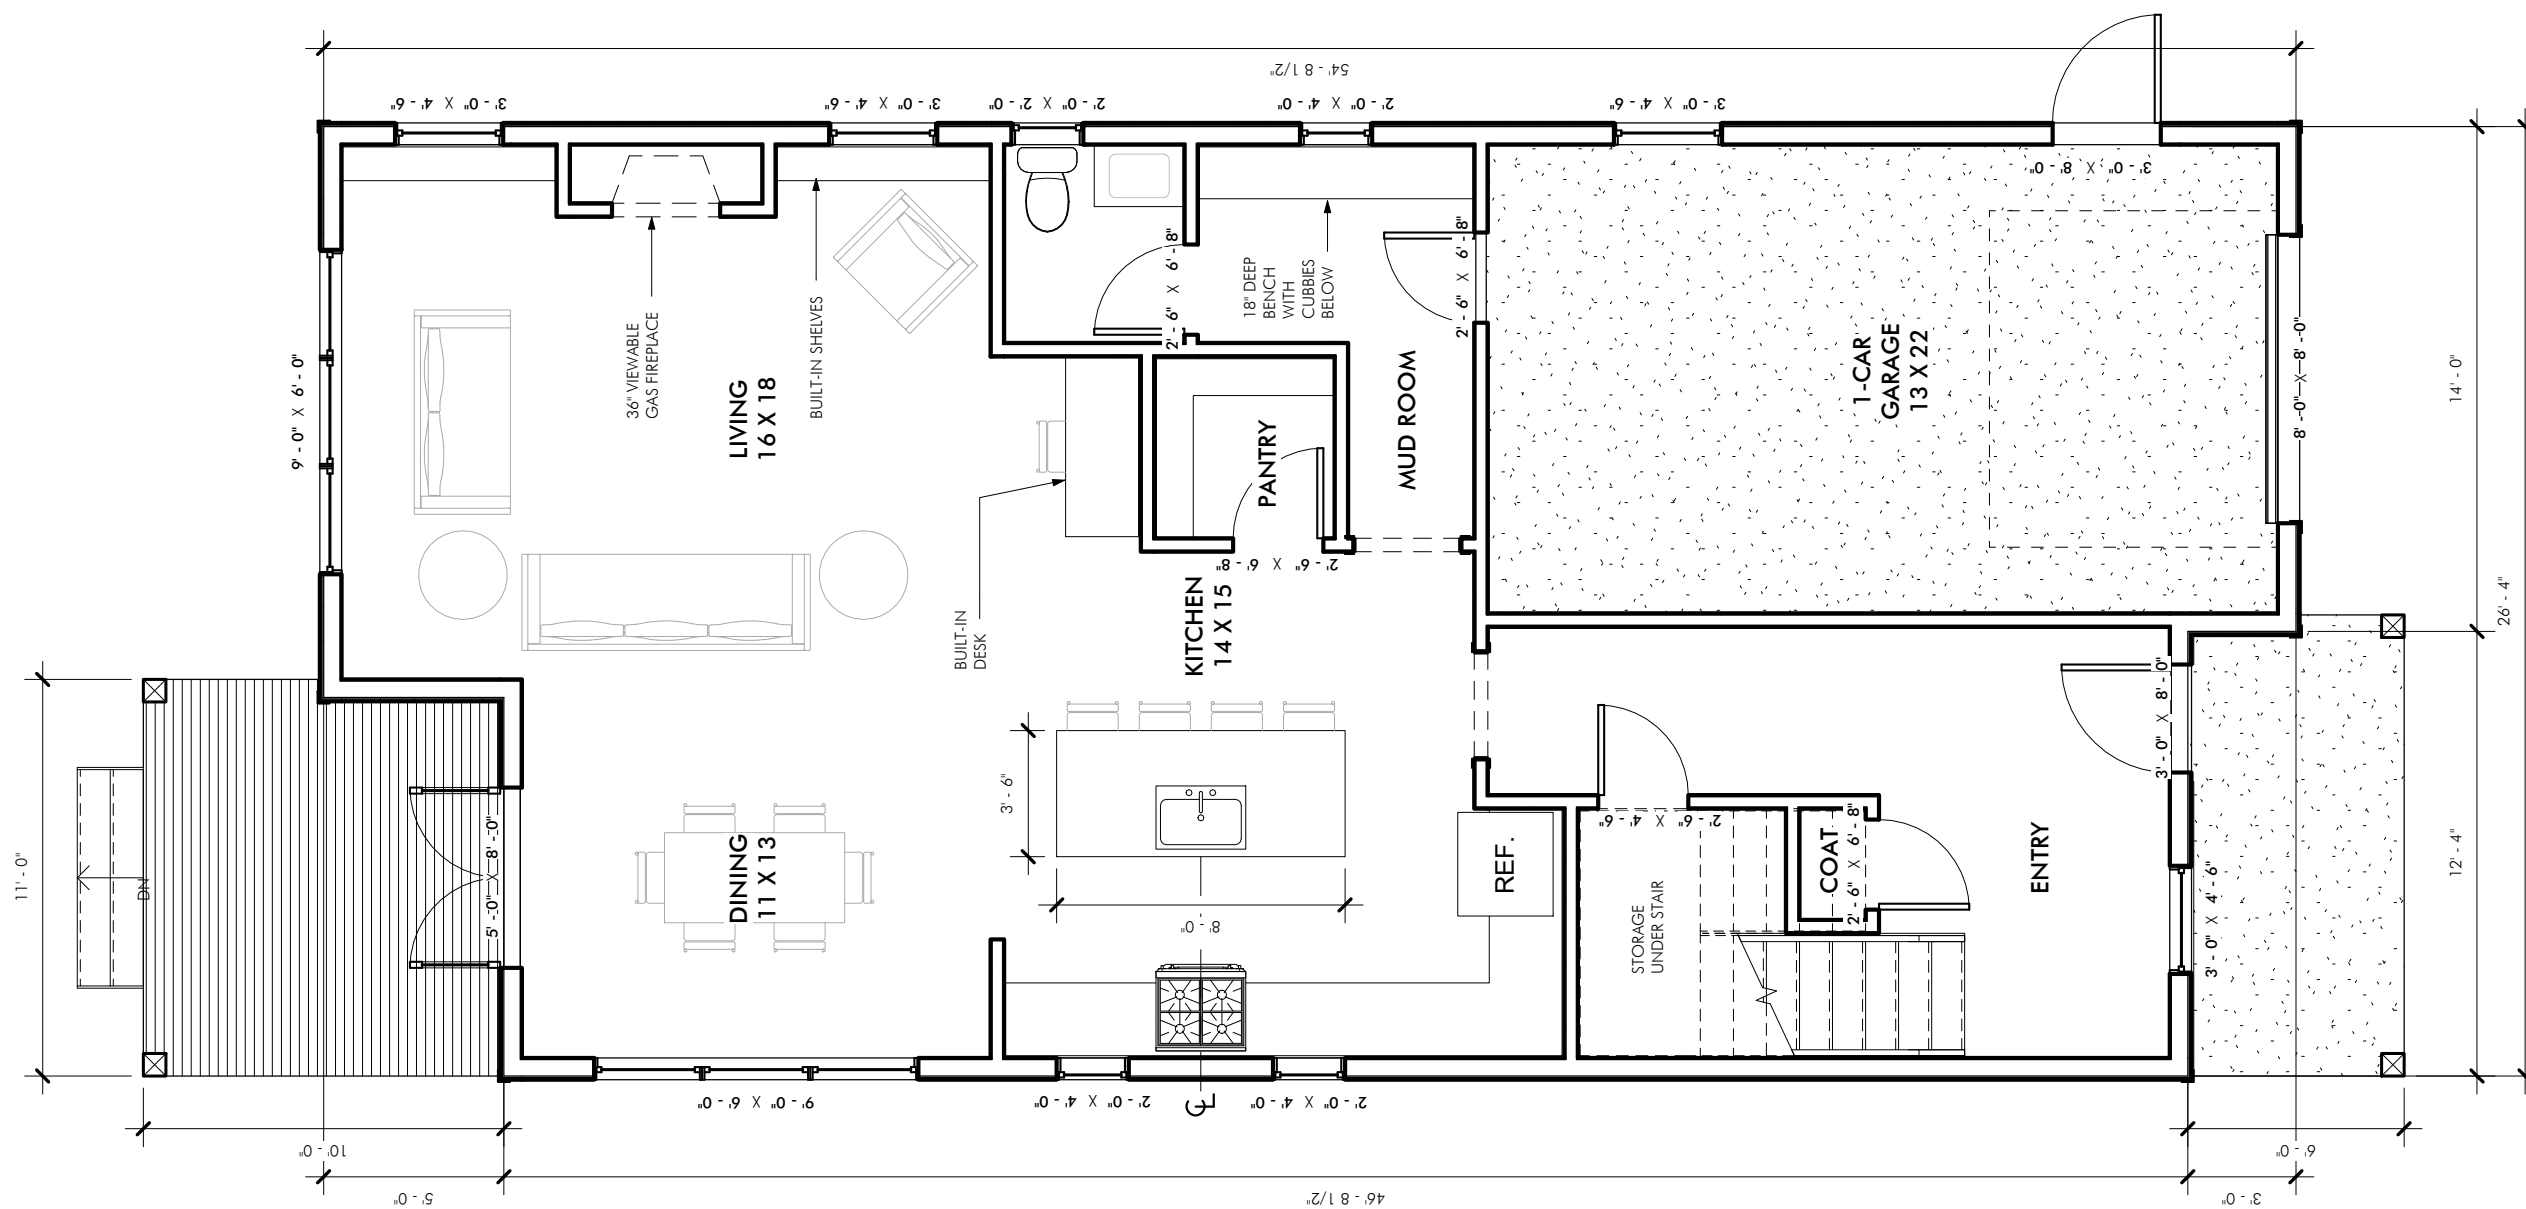 54' - 8 1/2"
3' - 0" X 4' - 6"
3' - 0" X 4' - 6"
2' - 0" X 2' - 0"
2' - 0" X 4' - 0"
3' - 0" X 4' - 6"
3' - 0" X 8' - 0"
9' - 0" X 6' - 0"
36" VIEWABLE
GAS FIREPLACE
LIVING
16 X 18
BUILT-IN SHELVES
2' - 6" X 6' - 8"
18" DEEP
BENCH
WITH
CUBBIES
BELOW
2' - 6" X 6' - 8"
MUD ROOM
PANTRY
2' - 6" X 6' - 8"
1-CAR
GARAGE
13 X 22
8' -0" X 8' -0"
14' - 0"
26' - 4"
BUILT-IN
DESK
KITCHEN
14 X 15
3' - 6"
8' - 0"
REF.
DINING
11 X 13
5' -0" X 8' -0"
DN
11' - 0"
STORAGE
UNDER STAIR
2' - 6" X 4' - 6"
COAT
2' - 6" X 6' - 8"
ENTRY
3' - 0" X 8' - 0"
3' - 0" X 4' - 6"
12' - 4"
9' - 0" X 6' - 0"
2' - 0" X 4' - 0"
CL
2' - 0" X 4' - 0"
10' - 0"
6' - 0"
5' - 0"
46' - 8 1/2"
3' - 0"